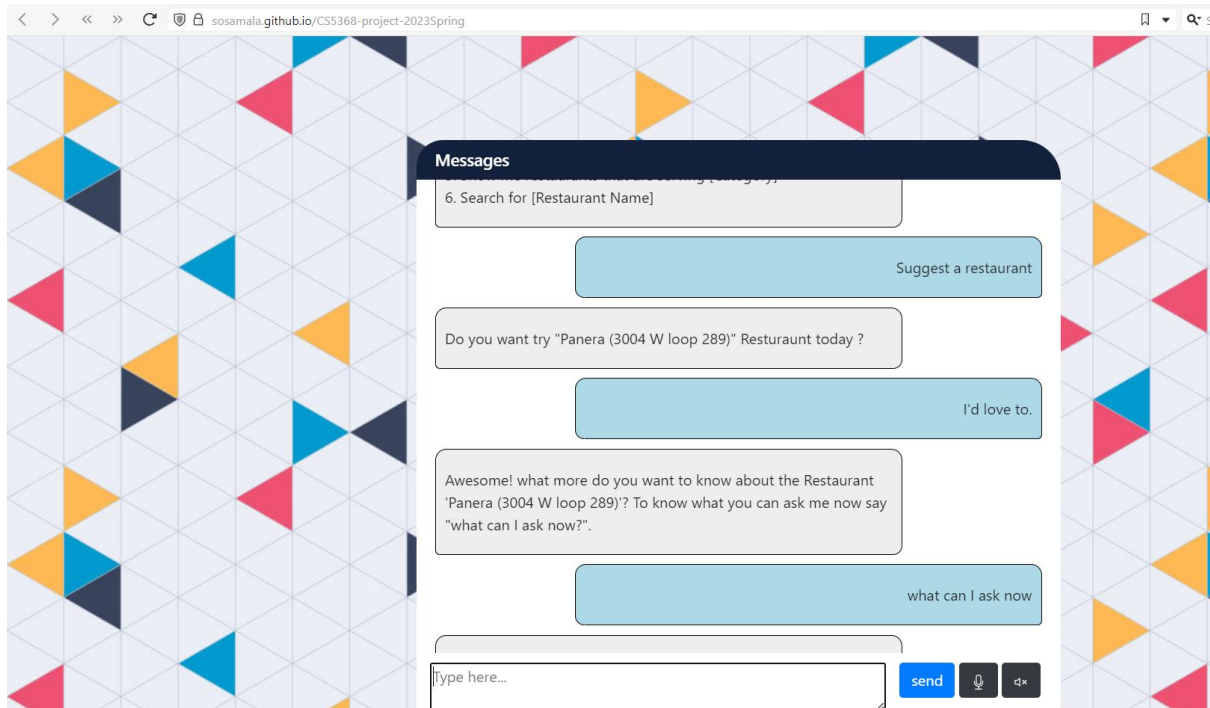 sosamala.github.io/CS5368-project-2023Spring
Messages
6. Search for [Restaurant Name]
Suggest a restaurant
Do you want try "Panera (3004 W loop 289)" Resturaunt today ?
I'd love to.
Awesome! what more do you want to know about the Restaurant
'Panera (3004 W loop 289)'? To know what you can ask me now say
"what can I ask now?".
what can I ask now
Type here...
send